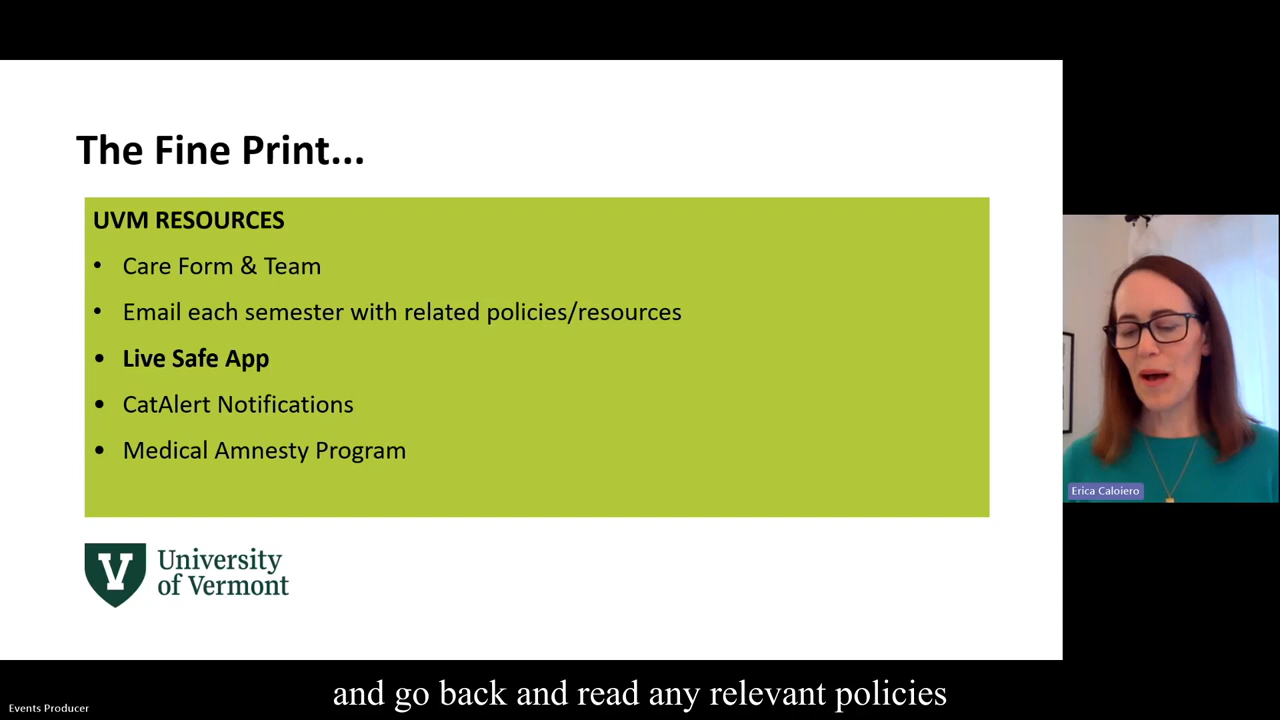 The Fine Print...
UVM RESOURCES
• Care Form & Team
• Email each semester with related policies/resources
• Live Safe App
• CatAlert Notifications
• Medical Amnesty Program
V
University
of Vermont
Erica Caloiero
and go back and read any relevant policies
Events Producer